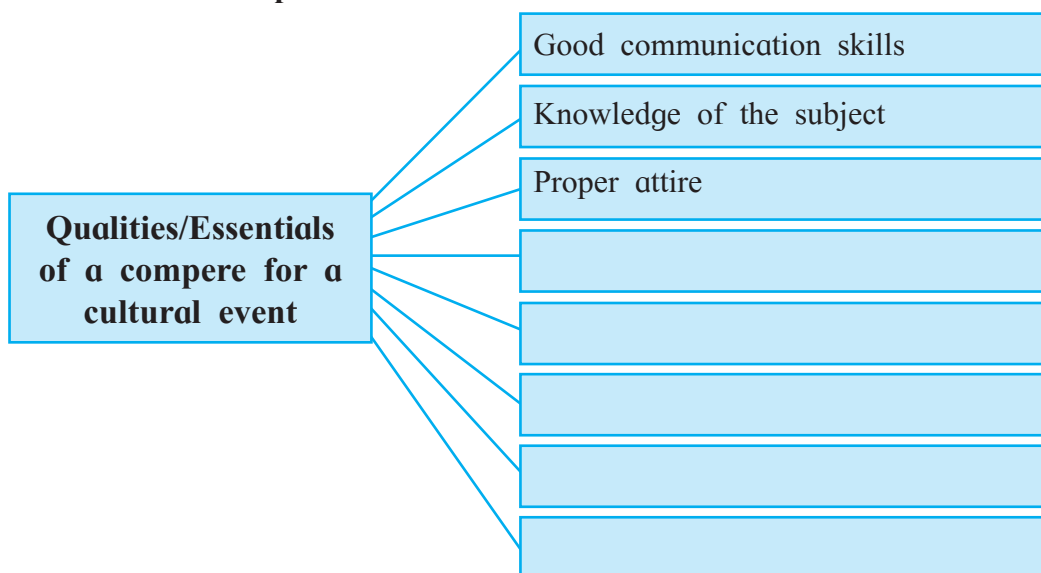 Qualities/Essentials
of a compere for a
cultural event
Good communication skills
Knowledge of the subject
Proper attire